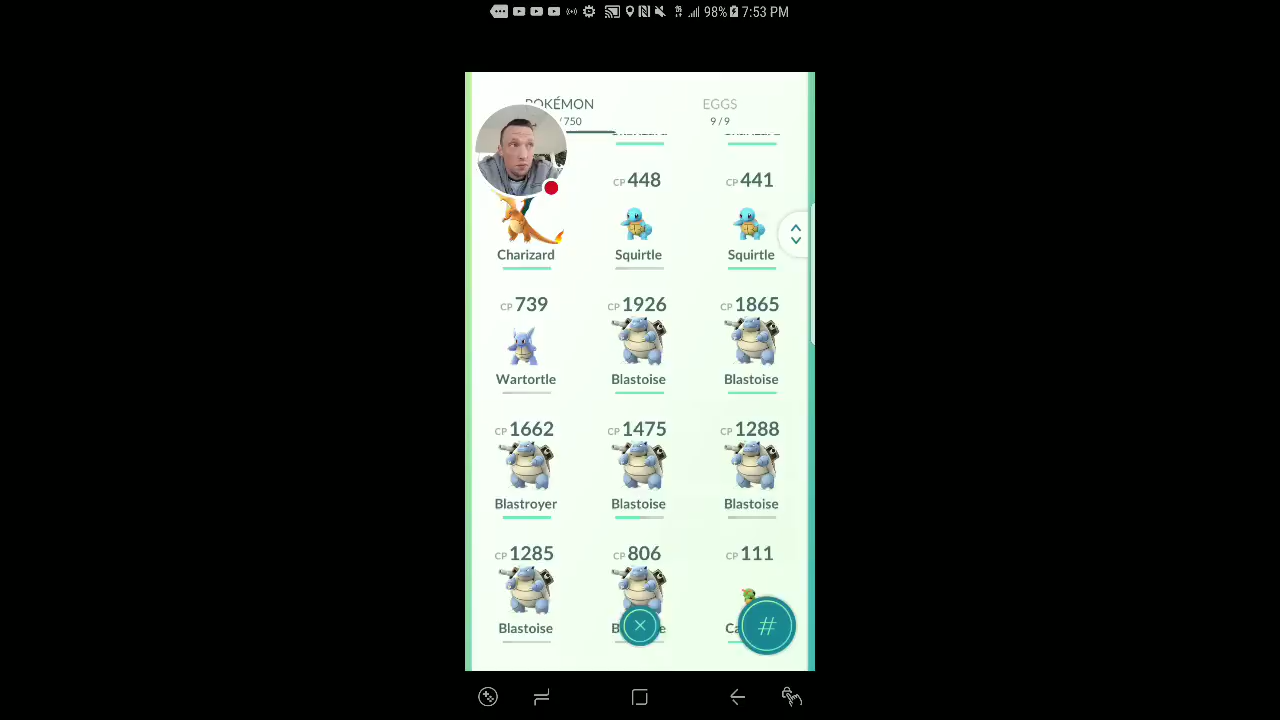 98% 7:53 PM
POKÉMON EGGS
/750 9 / 9
CP 448 CP 441
Charizard Squirtle Squirtle
CP 739 CP 1926 CP 1865
Wartortle Blastoise Blastoise
CP 1662 CP 1475 CP 1288
Blastroyer Blastoise Blastoise
CP 1285 CP 806 CP 111
Blastoise
#